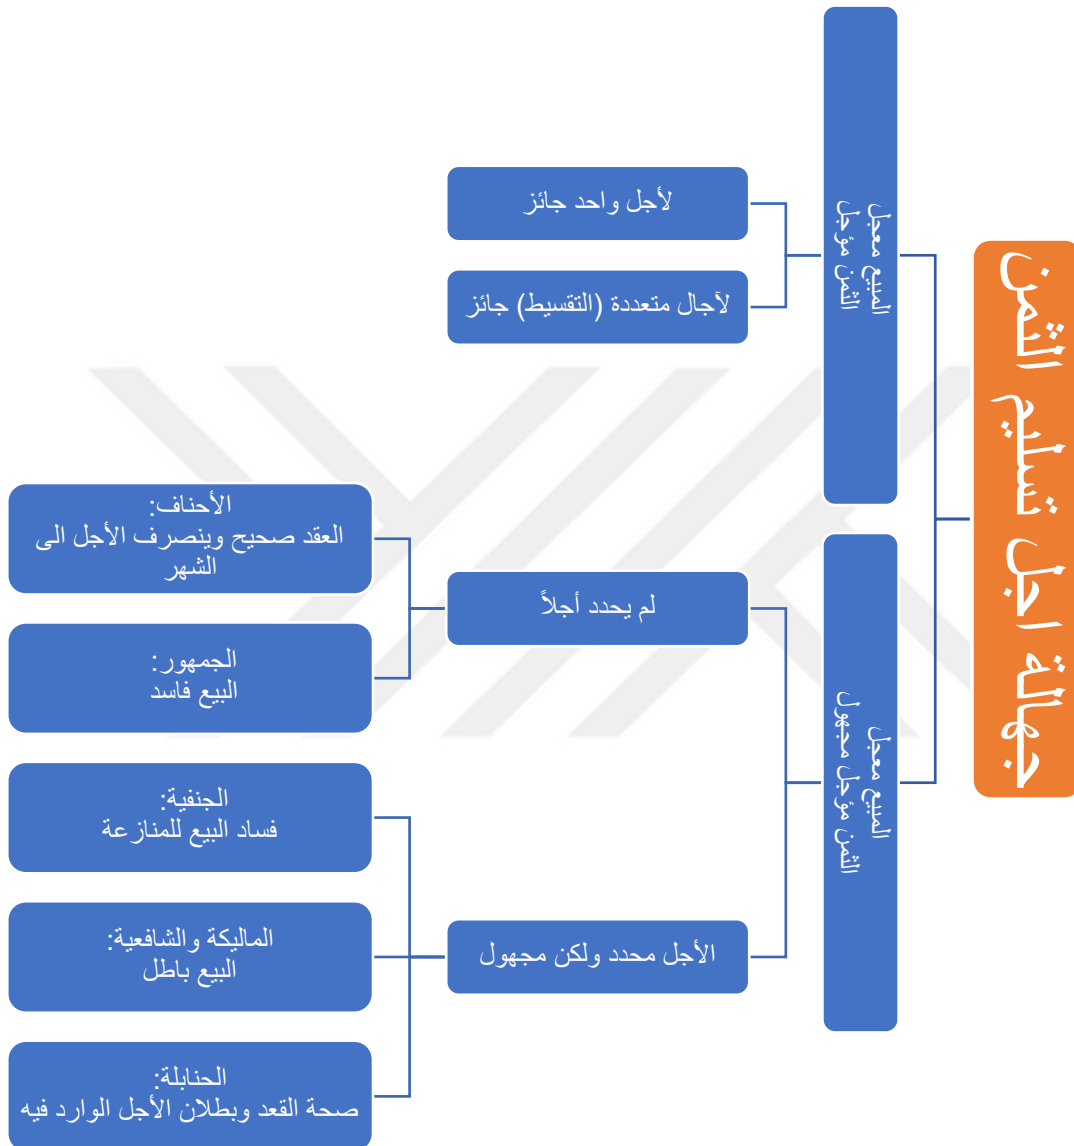 جهالة اجل تسليم الثمن
المبيع معجل
الثمن مؤجل
لأجل واحد جائز
لآجال متعددة (التقسيط) جائز
المبيع معجل
الثمن مؤجل مجهول
لم يحدد أجلاً
الأحناف:
العقد صحيح وينصرف الأجل الى
الشهر
الجمهور:
البيع فاسد
الأجل محدد ولكن مجهول
الجنفية:
فساد البيع للمنازعة
الماليكة والشافعية:
البيع باطل
الحنابلة:
صحة القعد وبطلان الأجل الوارد فيه